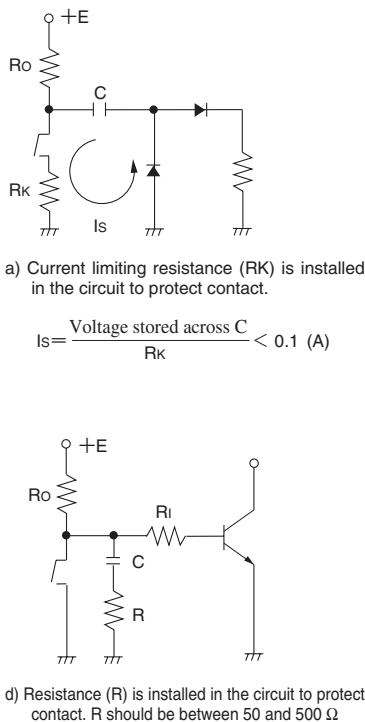 +E
Ro
C
RK
Is
a) Current limiting resistance (RK) is installed
in the circuit to protect contact.
Is= Voltage stored across C / RK < 0.1 (A)
+E
Ro
RI
C
R
d) Resistance (R) is installed in the circuit to protect
contact. R should be between 50 and 500 Ω